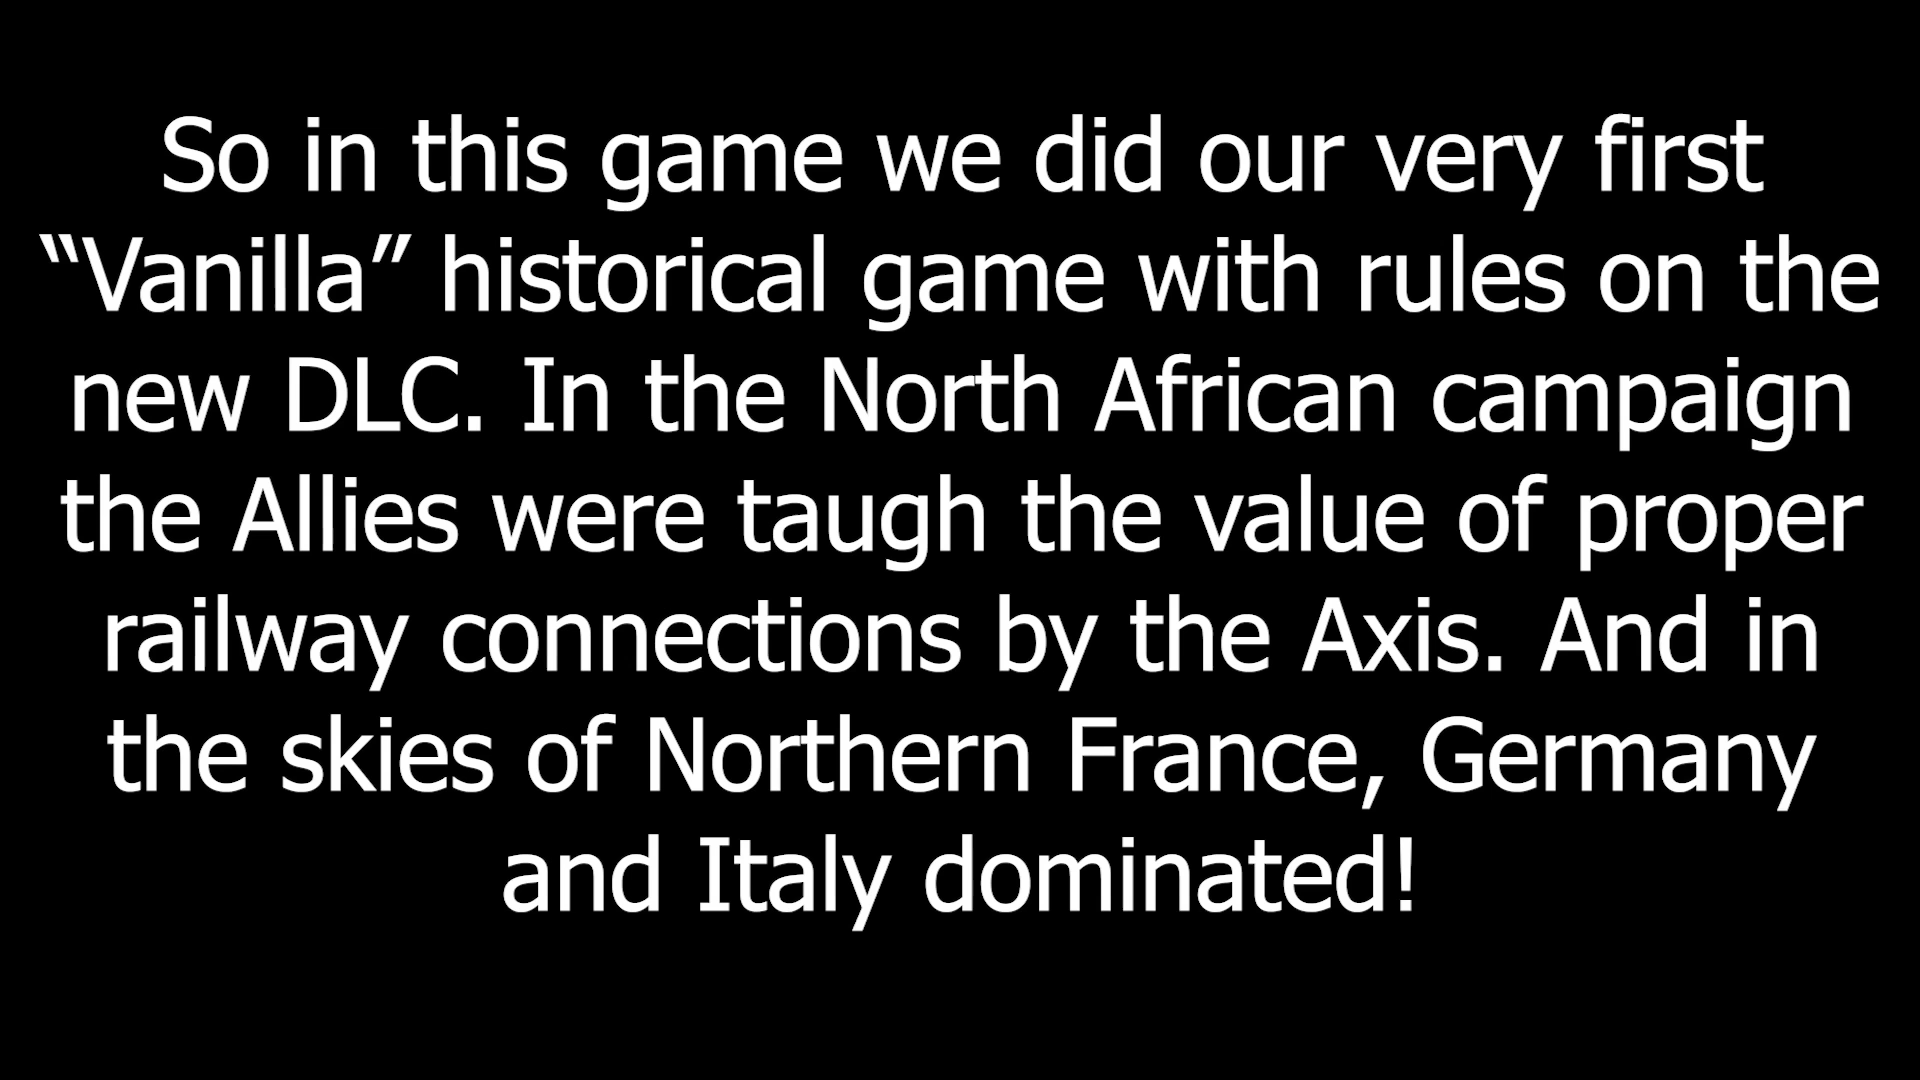 So in this game we did our very first
“Vanilla” historical game with rules on the
new DLC. In the North African campaign
the Allies were taugh the value of proper
railway connections by the Axis. And in
the skies of Northern France, Germany
and Italy dominated!